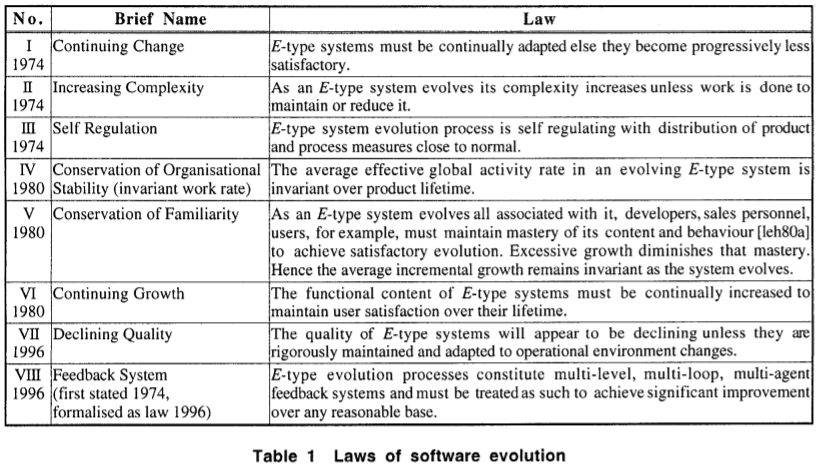 No. Brief Name Law
I Continuing Change E-type systems must be continually adapted else they become progressively less
1974 satisfactory.
II Increasing Complexity As an E-type system evolves its complexity increases unless work is done to
1974 maintain or reduce it.
III Self Regulation E-type system evolution process is self regulating with distribution of product
1974 and process measures close to normal.
IV Conservation of Organisational The average effective global activity rate in an evolving E-type system is
1980 Stability (invariant work rate) invariant over product lifetime.
V Conservation of Familiarity As an E-type system evolves all associated with it, developers, sales personnel,
1980 users, for example, must maintain mastery of its content and behaviour [leh80a]
to achieve satisfactory evolution. Excessive growth diminishes that mastery.
Hence the average incremental growth remains invariant as the system evolves.
VI Continuing Growth The functional content of E-type systems must be continually increased to
1980 maintain user satisfaction over their lifetime.
VII Declining Quality The quality of E-type systems will appear to be declining unless they are
1996 rigorously maintained and adapted to operational environment changes.
VIII Feedback System E-type evolution processes constitute multi-level, multi-loop, multi-agent
1996 (first stated 1974, feedback systems and must be treated as such to achieve significant improvement
formalised as law 1996) over any reasonable base.
Table 1 Laws of software evolution